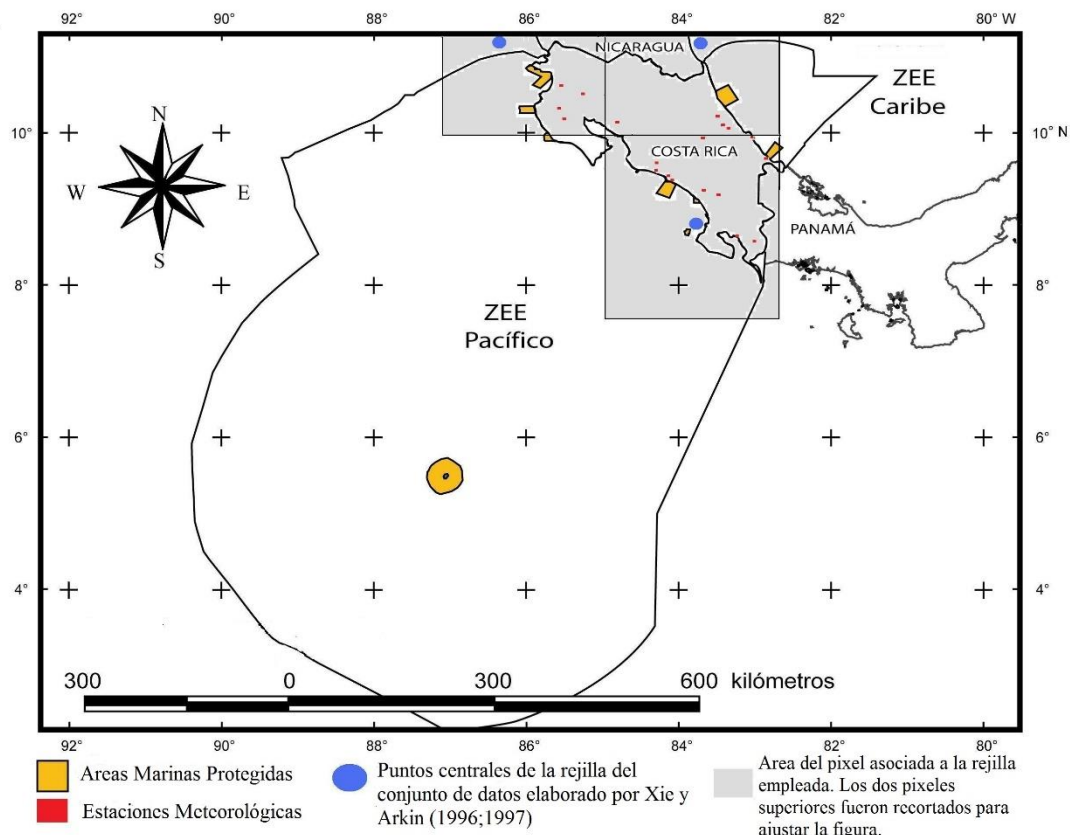 92° 90° 88° 86° 84° 82° 80° W
NICARAGUA
ZEE
Caribe
N
10° 10° N
COSTA RICA
W E
PANAMÁ
S
8° 8°
ZEE
Pacífico
6° 6°
4° 4°
300 0 300 600 kilómetros
92° 90° 88° 86° 84° 82° 80° W
Areas Marinas Protegidas
Estaciones Meteorológicas
Puntos centrales de la rejilla del
conjunto de datos elaborado por Xie y
Arkin (1996;1997)
Area del pixel asociada a la rejilla
empleada. Los dos pixeles
superiores fueron recortados para
ajustar la figura.